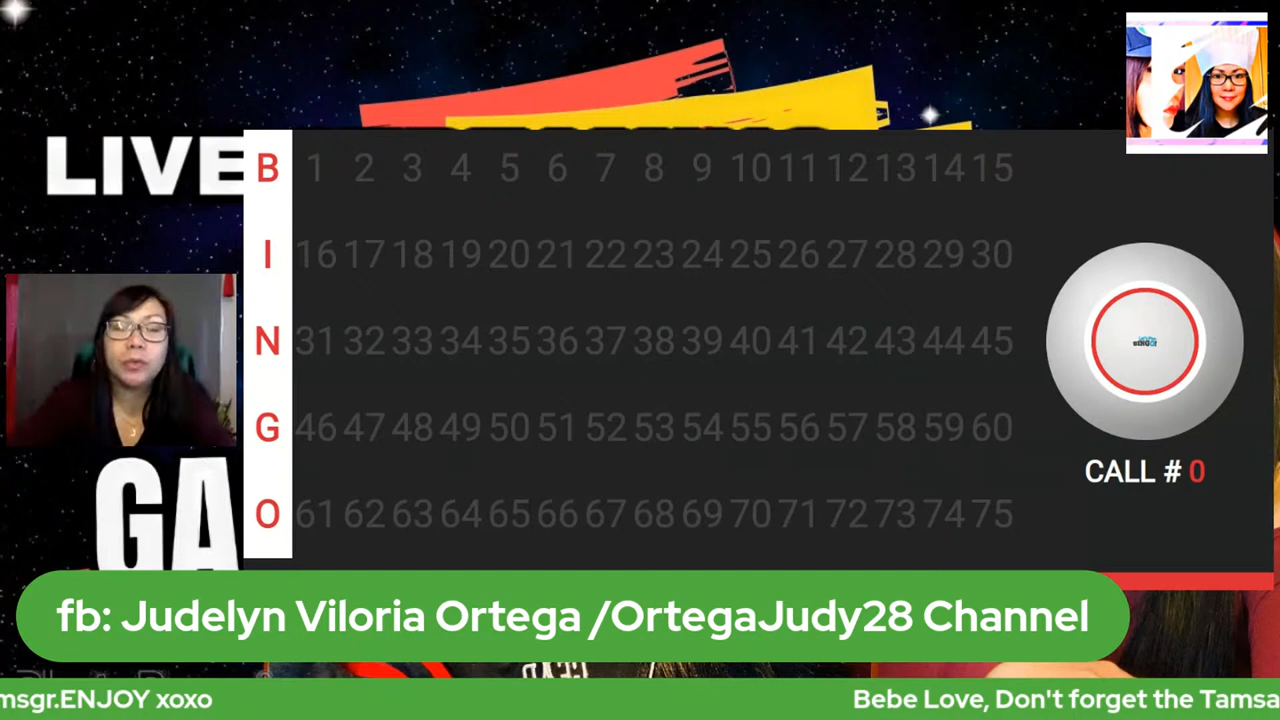 LIVE
B 1 2 3 4 5 6 7 8 9 10 11 12 13 14 15
I 16 17 18 19 20 21 22 23 24 25 26 27 28 29 30
N 31 32 33 34 35 36 37 38 39 40 41 42 43 44 45
G 46 47 48 49 50 51 52 53 54 55 56 57 58 59 60
O 61 62 63 64 65 66 67 68 69 70 71 72 73 74 75
BINGO!
CALL # 0
GA
fb: Judelyn Viloria Ortega /OrtegaJudy28 Channel
msgr.ENJOY xoxo Bebe Love, Don't forget the Tamsa